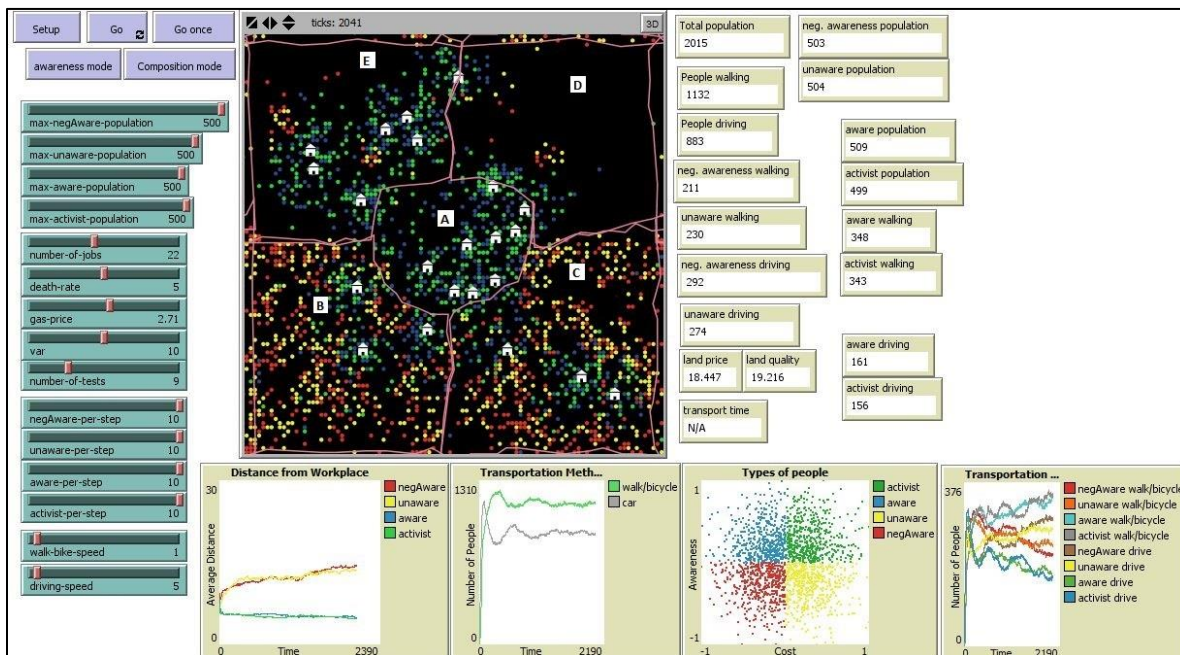 Setup
Go
Go once
awareness mode
Composition mode
max-negAware-population 500
max-unaware-population 500
max-aware-population 500
max-activist-population 500
number-of-jobs 22
death-rate 5
gas-price 2.71
var 10
number-of-tests 9
negAware-per-step 10
unaware-per-step 10
aware-per-step 10
activist-per-step 10
walk-bike-speed 1
driving-speed 5
ticks: 2041
3D
E
D
A
C
B
Total population
2015
neg. awareness population
503
People walking
1132
unaware population
504
People driving
883
aware population
509
neg. awareness walking
211
activist population
499
unaware walking
230
aware walking
348
neg. awareness driving
292
activist walking
343
unaware driving
274
aware driving
161
land price
18.447
land quality
19.216
activist driving
156
transport time
N/A
Distance from Workplace
30
Average Distance
0
0
Time
2390
negAware
unaware
aware
activist
Transportation Meth...
1310
Number of People
0
0
Time
2190
walk/bicycle
car
Types of people
1
Awareness
-1
-1
Cost
1
activist
aware
unaware
negAware
Transportation ...
376
Number of People
0
0
Time
2190
negAware walk/bicycle
unaware walk/bicycle
aware walk/bicycle
activist walk/bicycle
negAware drive
unaware drive
aware drive
activist drive